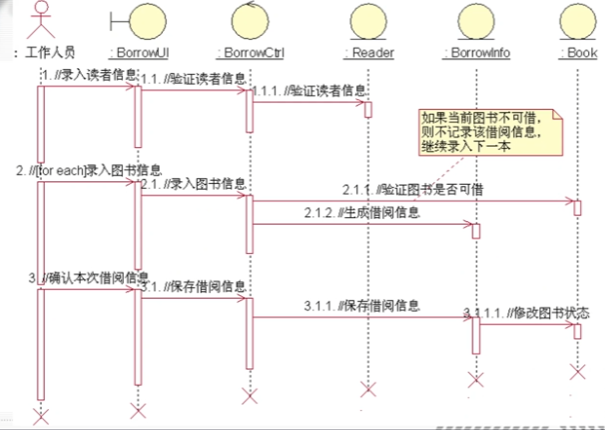 : 工作人员
: BorrowUI
: BorrowCtrl
: Reader
: BorrowInfo
: Book
1. //录入读者信息
1.1. //验证读者信息
1.1.1. //验证读者信息
如果当前图书不可借，
则不记录该借阅信息，
继续录入下一本
2. //[for each]录入图书信息
2.1. //录入图书信息
2.1.1. //验证图书是否可借
2.1.2. //生成借阅信息
3. //确认本次借阅信息
3.1. //保存借阅信息
3.1.1. //保存借阅信息
3.1.1.1. //修改图书状态